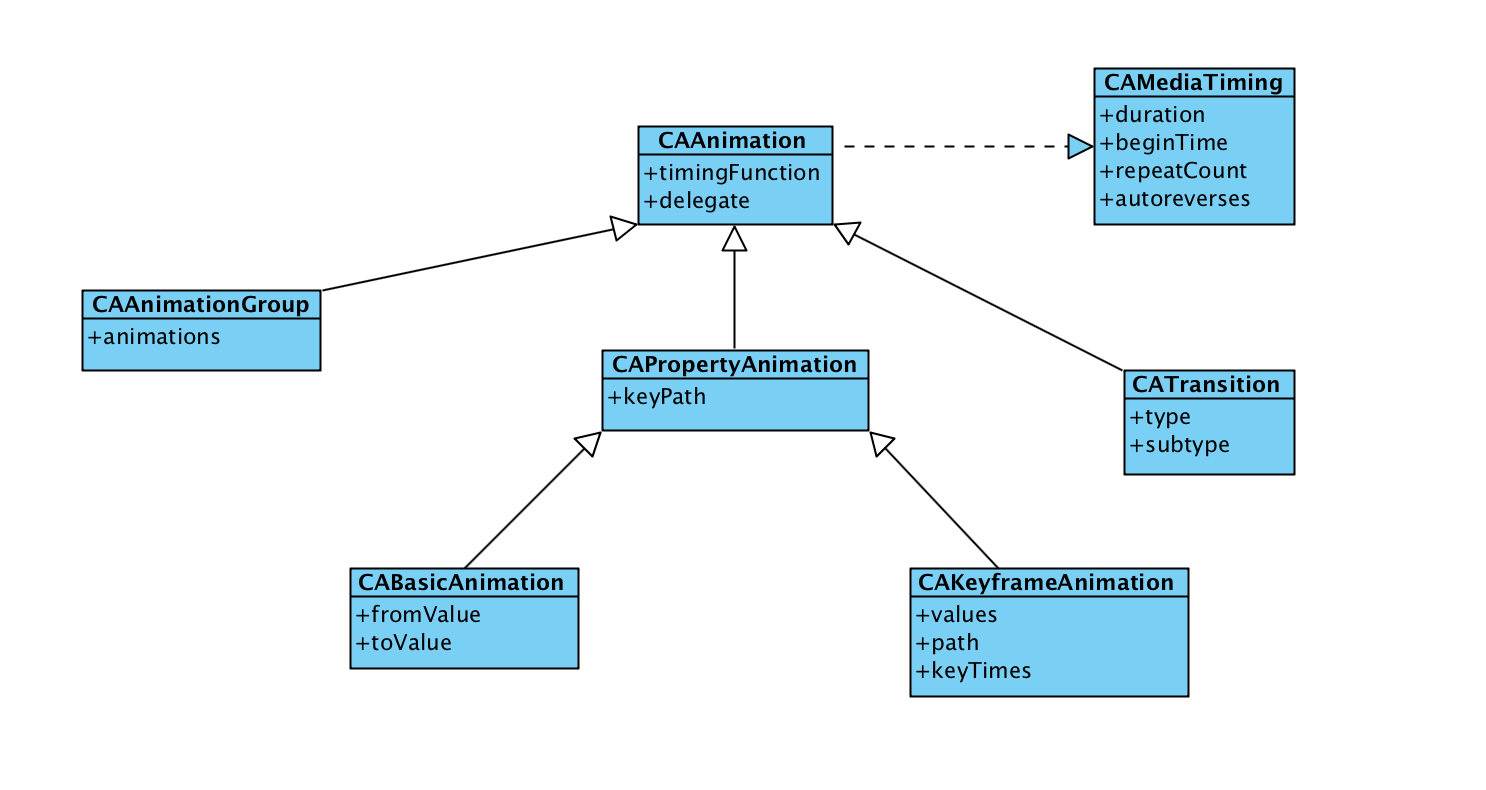 CAMediaTiming
+duration
+beginTime
+repeatCount
+autoreverses
CAAnimation
+timingFunction
+delegate
CAAnimationGroup
+animations
CAPropertyAnimation
+keyPath
CATransition
+type
+subtype
CABasicAnimation
+fromValue
+toValue
CAKeyframeAnimation
+values
+path
+keyTimes